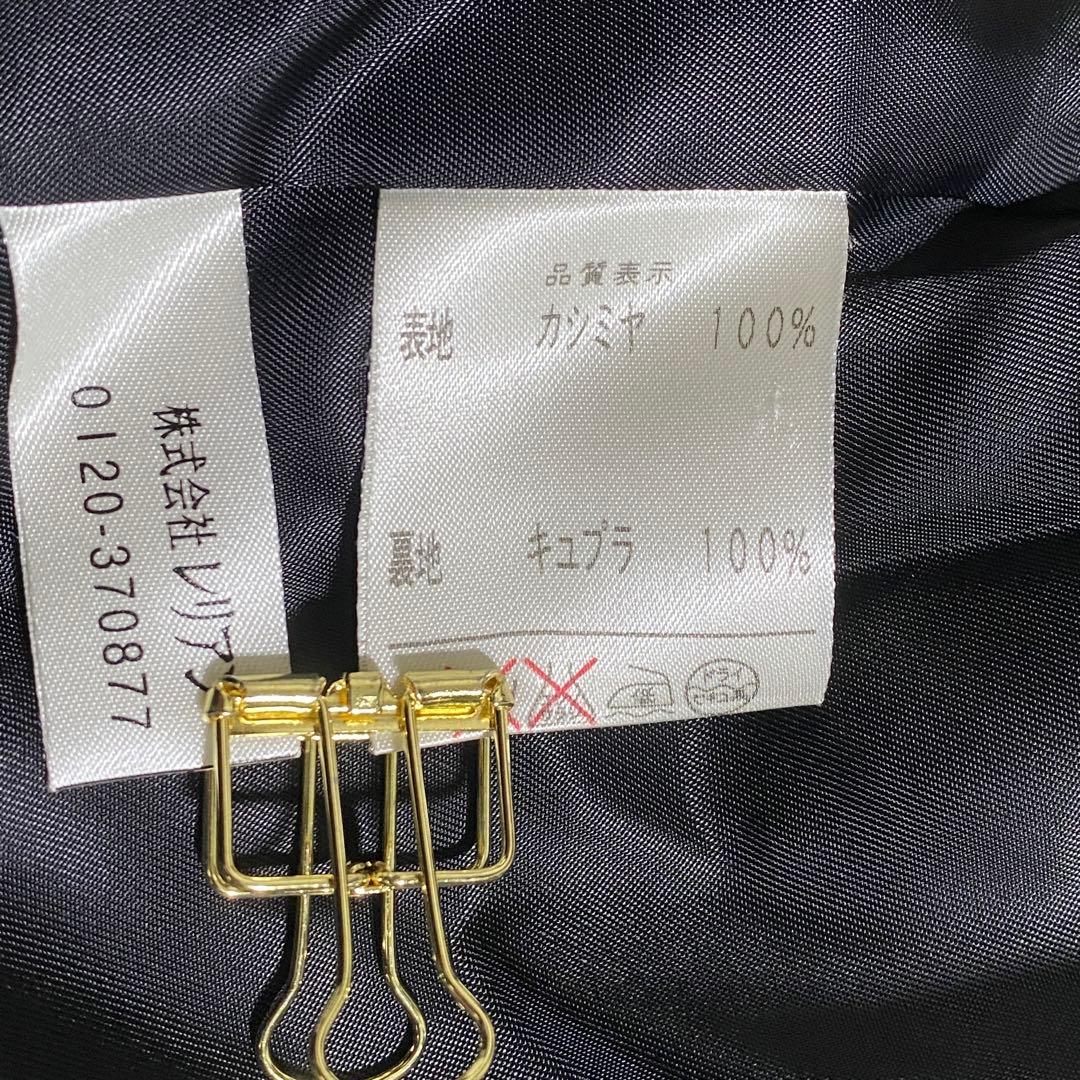 品質表示
表地 カシミヤ 100%
裏地 キュプラ 100%
株式会社 レリアン
0120-370877